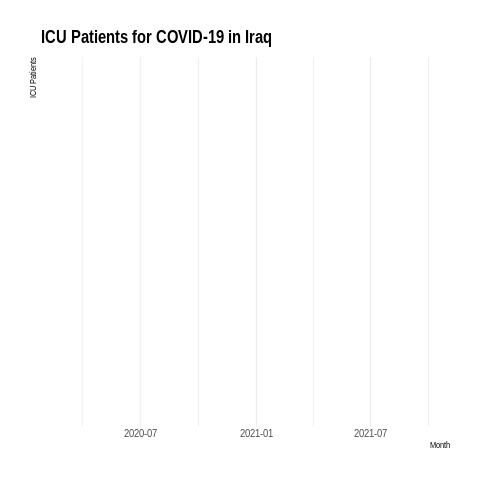 ICU Patients for COVID-19 in Iraq
ICU Patients
2020-07 2021-01 2021-07
Month